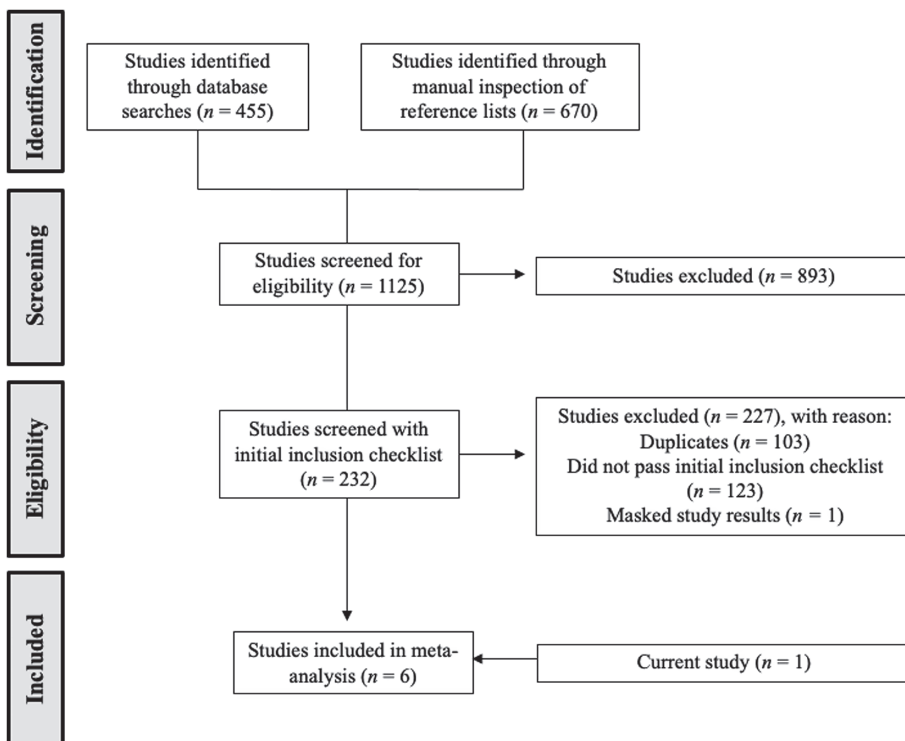 Identification
Studies identified
through database
searches (n = 455)
Studies identified through
manual inspection of
reference lists (n = 670)
Screening
Studies screened for
eligibility (n = 1125)
Studies excluded (n = 893)
Eligibility
Studies screened with
initial inclusion checklist
(n = 232)
Studies excluded (n = 227), with reason:
Duplicates (n = 103)
Did not pass initial inclusion checklist
(n = 123)
Masked study results (n = 1)
Included
Studies included in meta-
analysis (n = 6)
Current study (n = 1)